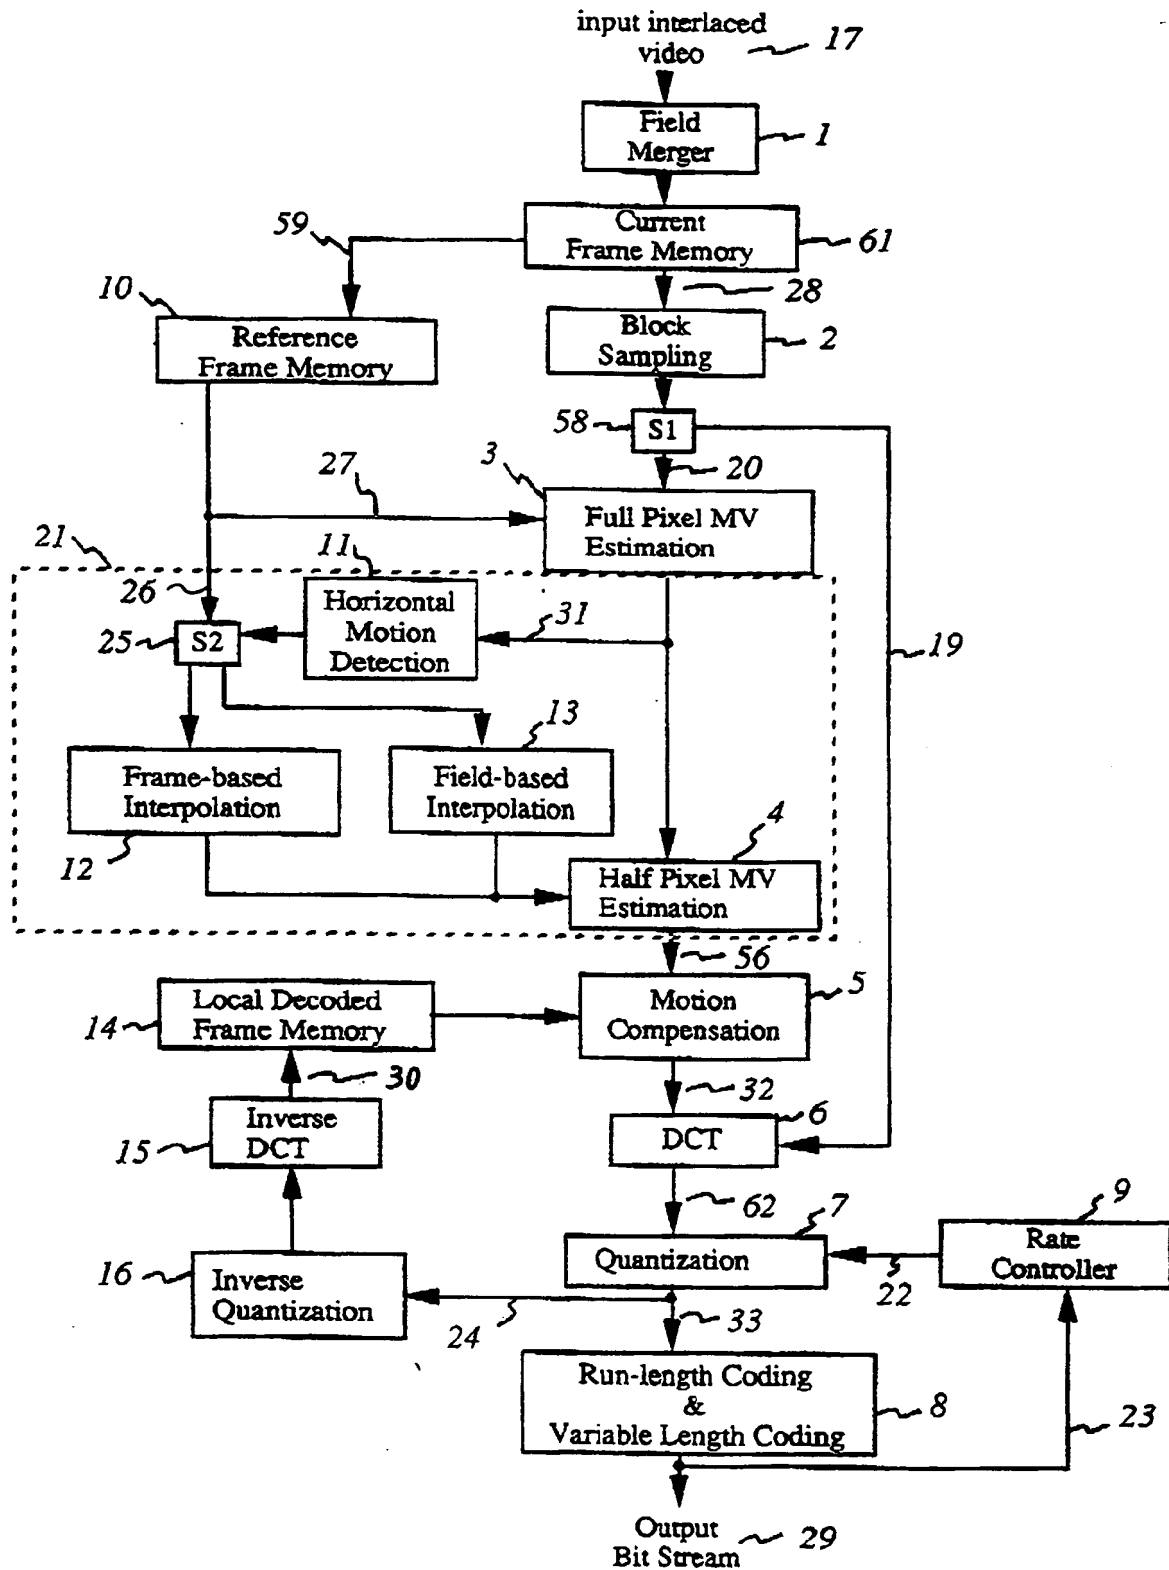 input interlaced
video
17
Field
Merger
1
Current
Frame Memory
61
59
28
10
Reference
Frame Memory
Block
Sampling
2
58
S1
3
27
20
Full Pixel MV
Estimation
21
11
26
Horizontal
Motion
Detection
31
25
S2
19
13
Frame-based
Interpolation
Field-based
Interpolation
12
4
Half Pixel MV
Estimation
56
Local Decoded
Frame Memory
14
Motion
Compensation
5
30
32
Inverse
DCT
15
6
DCT
62
7
9
16
Inverse
Quantization
Quantization
Rate
Controller
22
24
33
Run-length Coding
&
Variable Length Coding
8
23
Output
Bit Stream
29